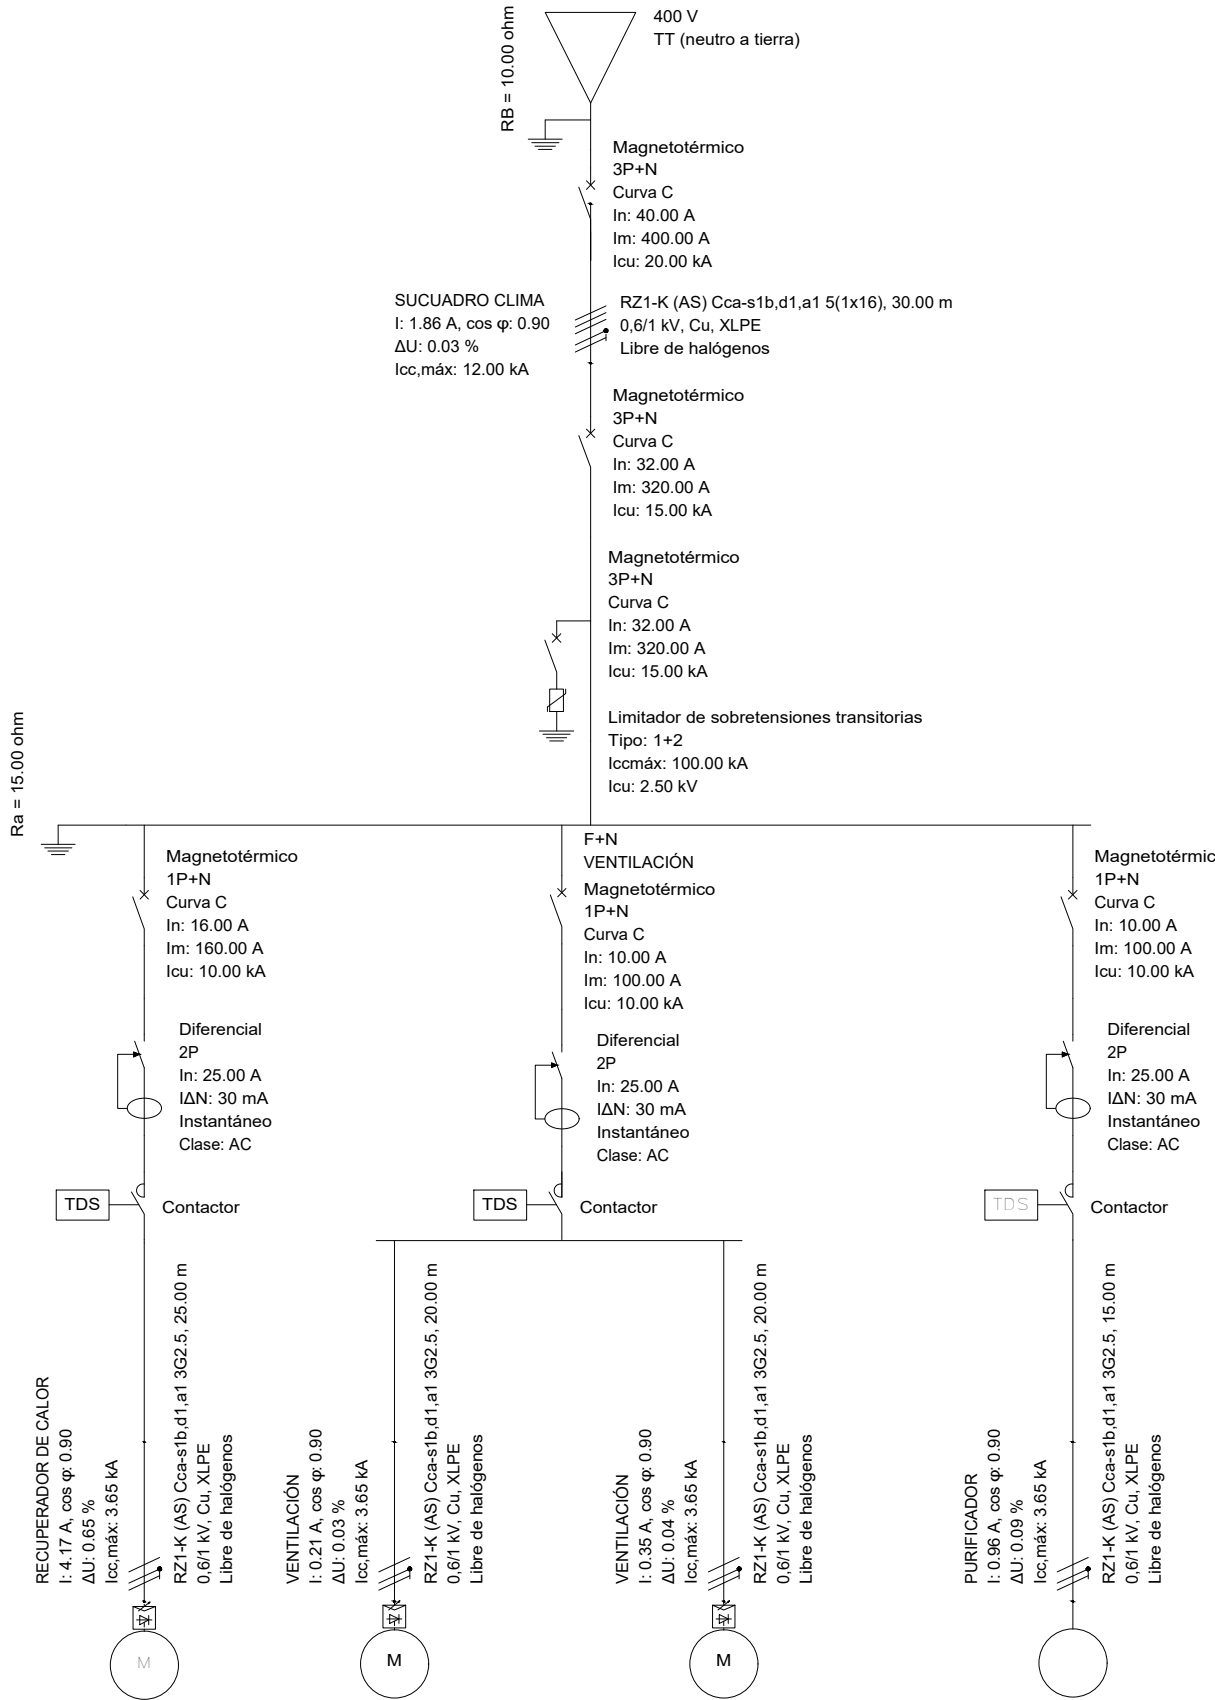 400 V
TT (neutro a tierra)
RB = 10.00 ohm
Magnetotérmico
3P+N
Curva C
In: 40.00 A
Im: 400.00 A
Icu: 20.00 kA
SUCUADRO CLIMA
I: 1.86 A, cos φ: 0.90
ΔU: 0.03 %
Icc,máx: 12.00 kA
RZ1-K (AS) Cca-s1b,d1,a1 5(1x16), 30.00 m
0,6/1 kV, Cu, XLPE
Libre de halógenos
Magnetotérmico
3P+N
Curva C
In: 32.00 A
Im: 320.00 A
Icu: 15.00 kA
Magnetotérmico
3P+N
Curva C
In: 32.00 A
Im: 320.00 A
Icu: 15.00 kA
Limitador de sobretensiones transitorias
Tipo: 1+2
Iccmáx: 100.00 kA
Icu: 2.50 kV
Ra = 15.00 ohm
Magnetotérmico
1P+N
Curva C
In: 16.00 A
Im: 160.00 A
Icu: 10.00 kA
Diferencial
2P
In: 25.00 A
IΔN: 30 mA
Instantáneo
Clase: AC
TDS
Contactor
RECUPERADOR DE CALOR
I: 4.17 A, cos φ: 0.90
ΔU: 0.65 %
Icc,máx: 3.65 kA
RZ1-K (AS) Cca-s1b,d1,a1 3G2.5, 25.00 m
0,6/1 kV, Cu, XLPE
Libre de halógenos
M
F+N
VENTILACIÓN
Magnetotérmico
1P+N
Curva C
In: 10.00 A
Im: 100.00 A
Icu: 10.00 kA
Diferencial
2P
In: 25.00 A
IΔN: 30 mA
Instantáneo
Clase: AC
TDS
Contactor
VENTILACIÓN
I: 0.21 A, cos φ: 0.90
ΔU: 0.03 %
Icc,máx: 3.65 kA
RZ1-K (AS) Cca-s1b,d1,a1 3G2.5, 20.00 m
0,6/1 kV, Cu, XLPE
Libre de halógenos
M
VENTILACIÓN
I: 0.35 A, cos φ: 0.90
ΔU: 0.04 %
Icc,máx: 3.65 kA
RZ1-K (AS) Cca-s1b,d1,a1 3G2.5, 20.00 m
0,6/1 kV, Cu, XLPE
Libre de halógenos
M
Magnetotérmic
1P+N
Curva C
In: 10.00 A
Im: 100.00 A
Icu: 10.00 kA
Diferencial
2P
In: 25.00 A
IΔN: 30 mA
Instantáneo
Clase: AC
TDS
Contactor
PURIFICADOR
I: 0.96 A, cos φ: 0.90
ΔU: 0.09 %
Icc,máx: 3.65 kA
RZ1-K (AS) Cca-s1b,d1,a1 3G2.5, 15.00 m
0,6/1 kV, Cu, XLPE
Libre de halógenos